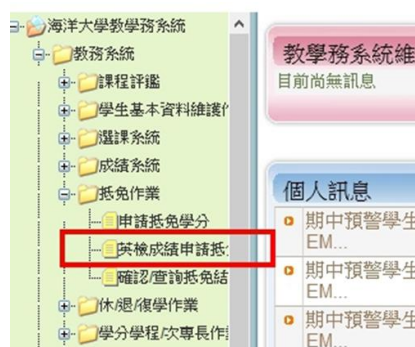 海洋大學教學務系統
教務系統
課程評鑑
學生基本資料維護作
選課系統
成績系統
抵免作業
申請抵免學分
英檢成績申請抵
確認/查詢抵免結
休/退/復學作業
學分學程/次專長作
教學務系統維
目前尚無訊息
個人訊息
期中預警學生
EM...
期中預警學生
EM...
期中預警學生
EM...